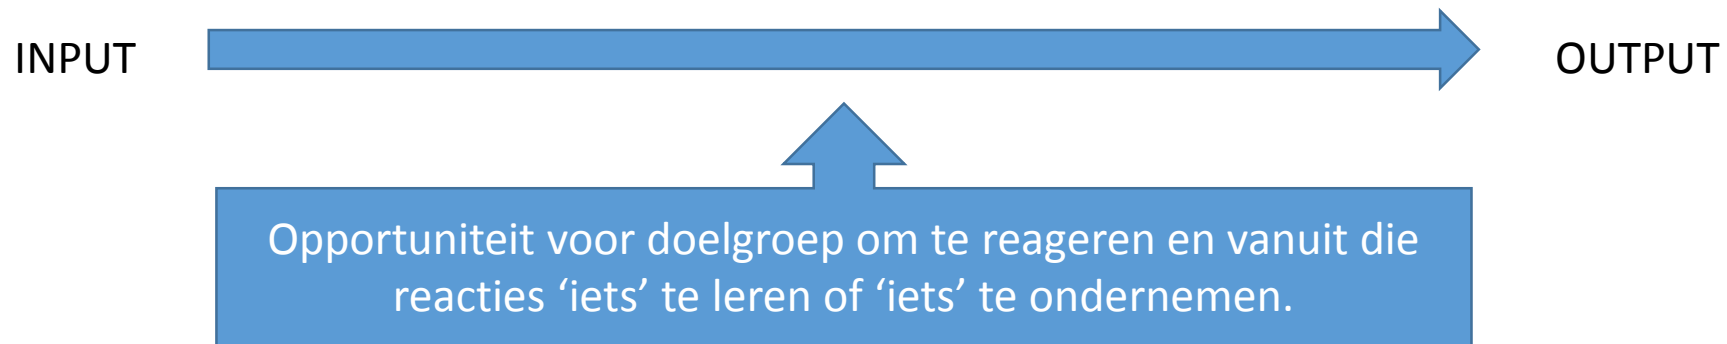 INPUT
OUTPUT
Opportuniteit voor doelgroep om te reageren en vanuit die
reacties ‘iets’ te leren of ‘iets’ te ondernemen.